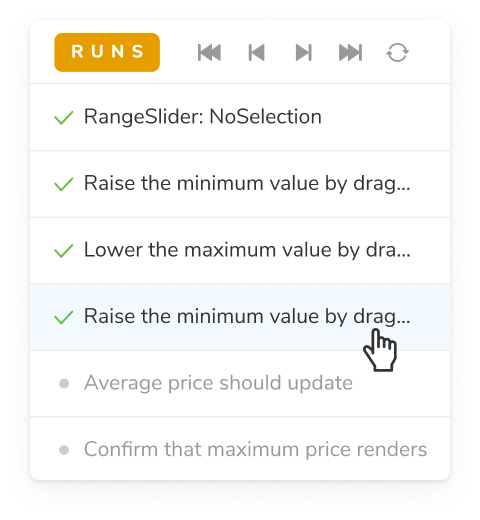 RUNS
RangeSlider: NoSelection
Raise the minimum value by drag...
Lower the maximum value by dra...
Raise the minimum value by drag...
Average price should update
Confirm that maximum price renders